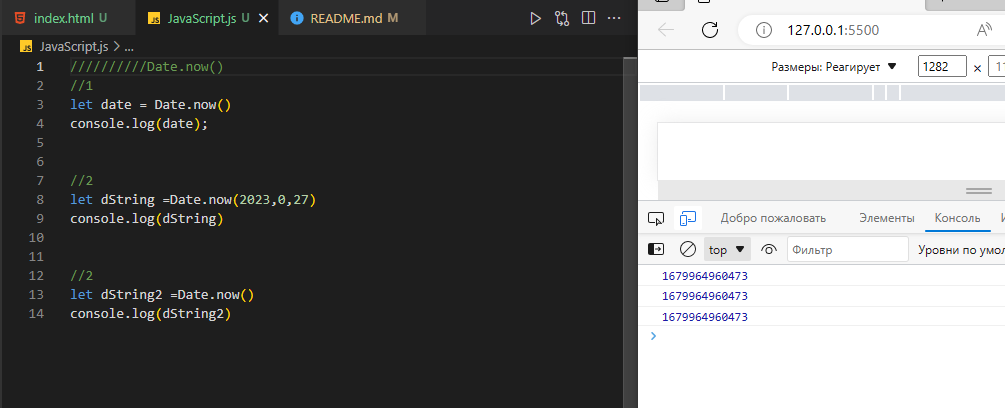 index.html U JavaScript.js U README.md M
JavaScript.js > ...
1 //////////Date.now()
2 //1
3 let date = Date.now()
4 console.log(date);
5
6
7 //2
8 let dString =Date.now(2023,0,27)
9 console.log(dString)
10
11
12 //2
13 let dString2 =Date.now()
14 console.log(dString2)
127.0.0.1:5500
Размеры: Реагирует 1282 ×
Добро пожаловать Элементы Консоль
top Фильтр Уровни по умол
1679964960473
1679964960473
1679964960473